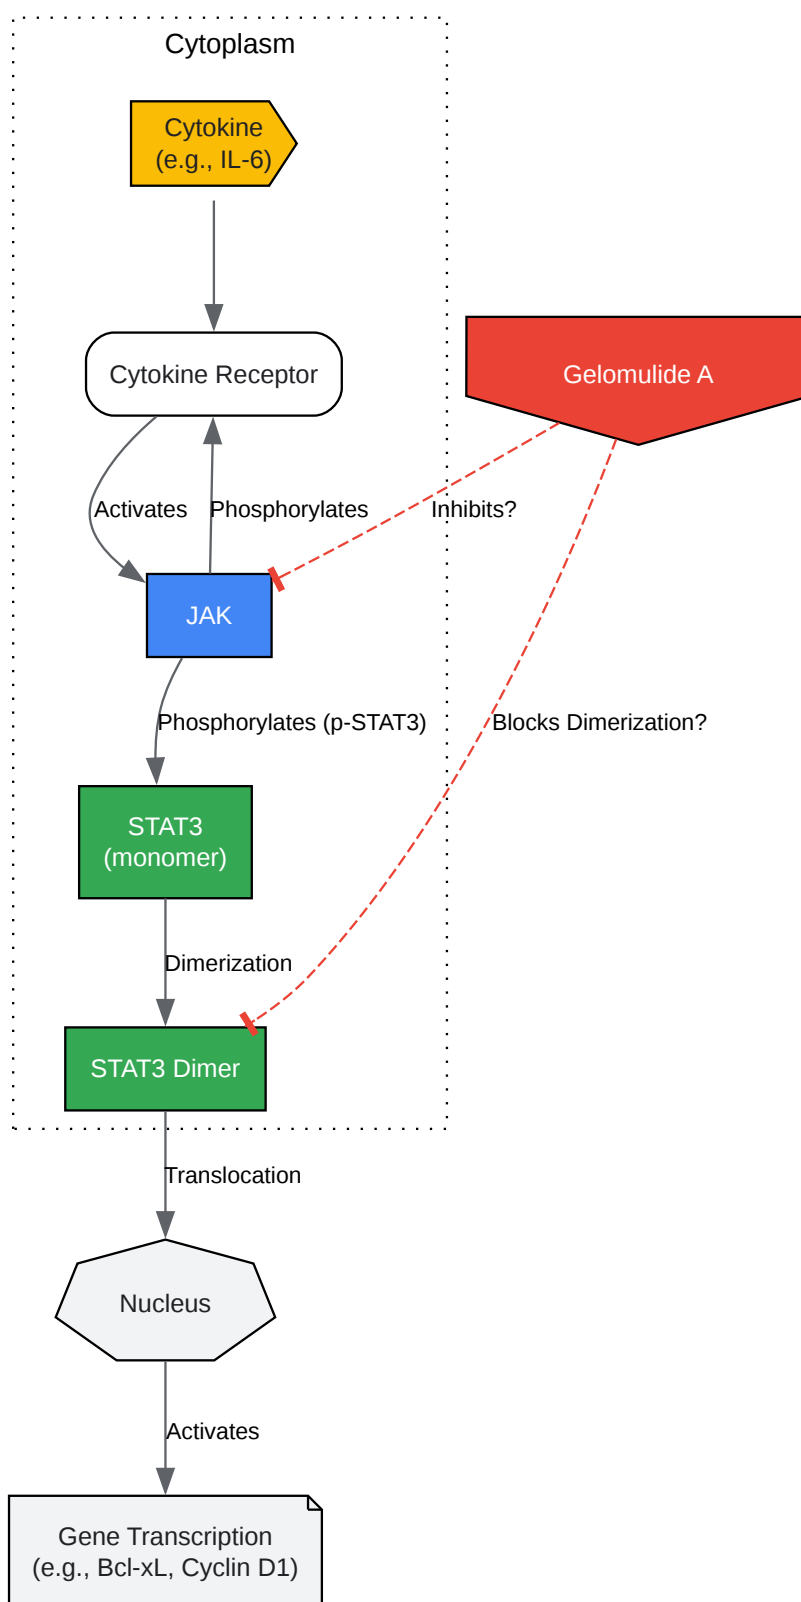 Cytoplasm
Cytokine
(e.g., IL-6)
Cytokine Receptor
Gelomulide A
Activates
Phosphorylates
Inhibits?
JAK
Phosphorylates (p-STAT3)
Blocks Dimerization?
STAT3
(monomer)
Dimerization
STAT3 Dimer
Translocation
Nucleus
Activates
Gene Transcription
(e.g., Bcl-xL, Cyclin D1)